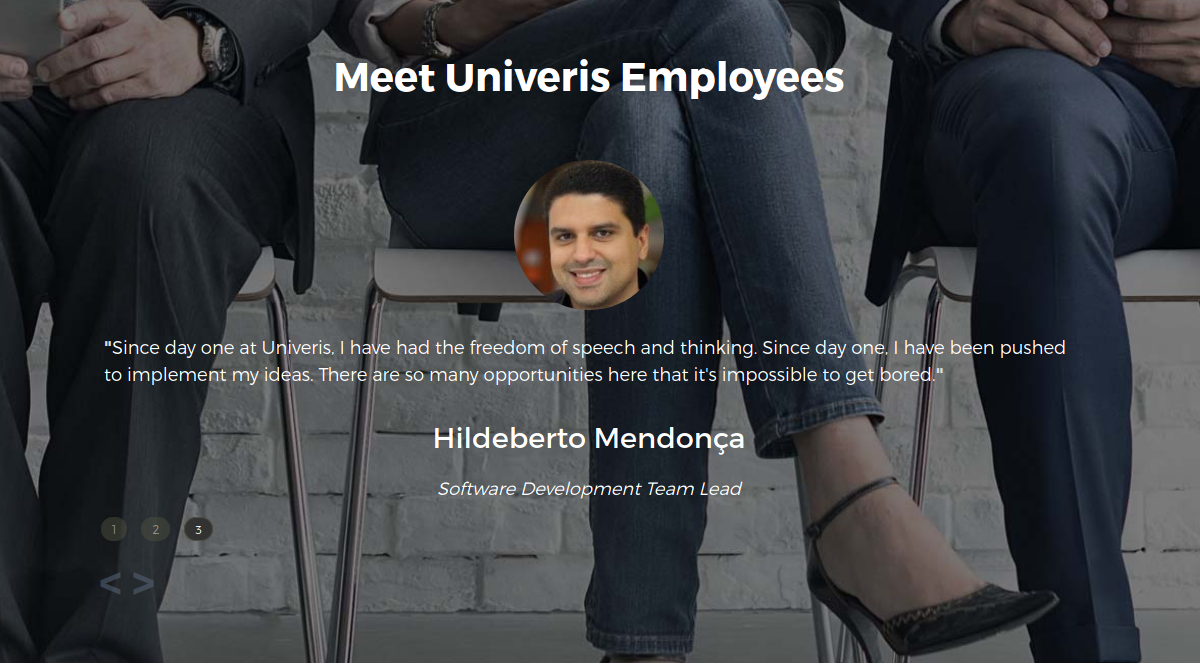 Meet Univeris Employees
"Since day one at Univeris, I have had the freedom of speech and thinking. Since day one, I have been pushed
to implement my ideas. There are so many opportunities here that it's impossible to get bored."
Hildeberto Mendonça
Software Development Team Lead
1 2 3
< >